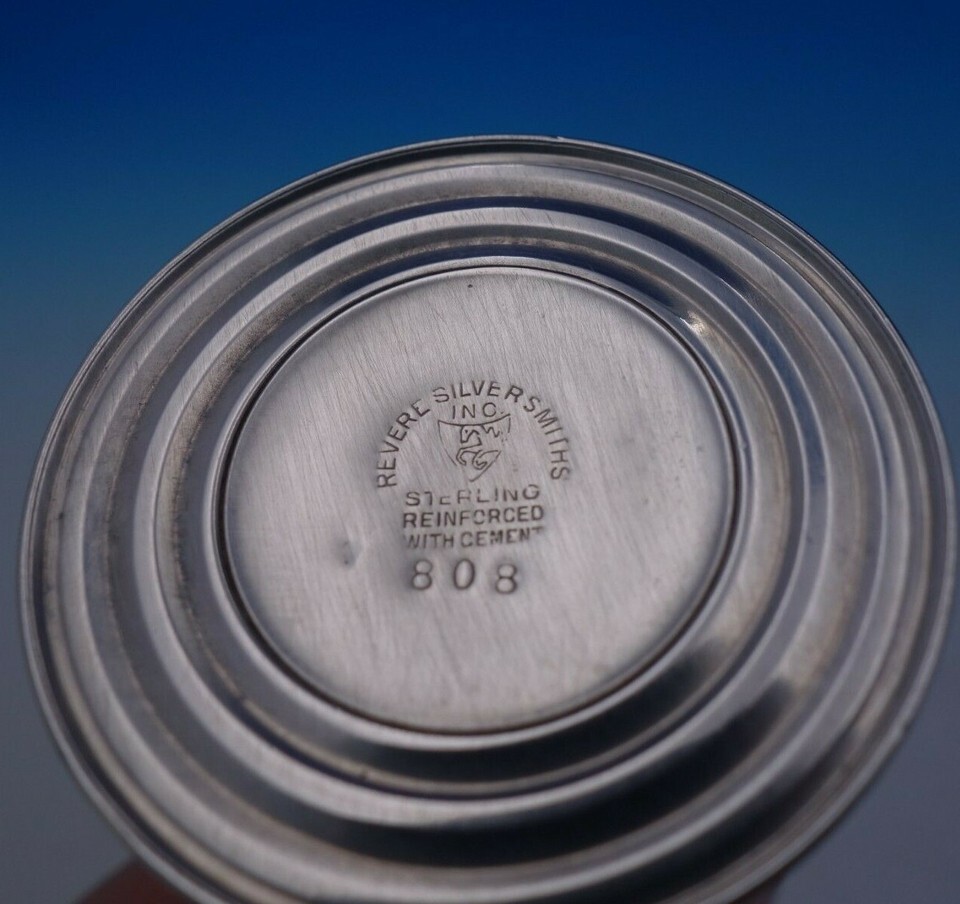 REVERE SILVERSMITHS
INC.
STERLING
REINFORCED
WITH CEMENT
808